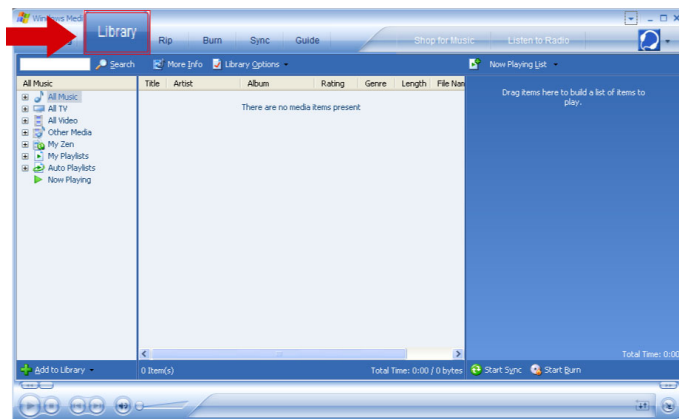 Windows Medi
Library
Rip Burn Sync Guide Shop for Music Listen to Radio
Search More Info Library Options Now Playing List
All Music Title Artist Album Rating Genre Length File Nam
All Music
All TV
All Video
Other Media
My Zen
My Playlists
Auto Playlists
Now Playing
There are no media items present
Drag items here to build a list of items to
play.
Total Time: 0:00
Add to Library 0 Item(s) Total Time: 0:00 / 0 bytes Start Sync Start Burn